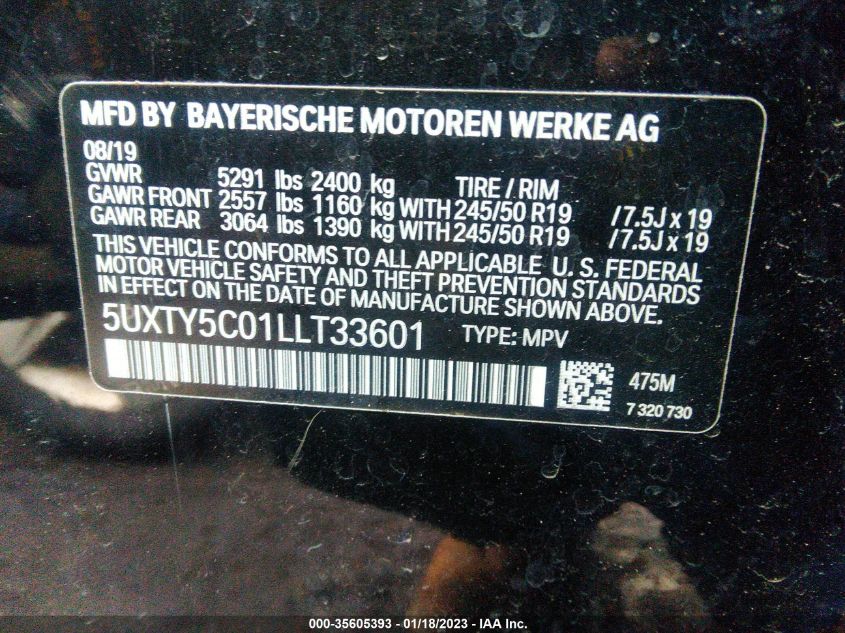 MFD BY BAYERISCHE MOTOREN WERKE AG
08/19
GVWR 5291 lbs 2400 kg TIRE / RIM
GAWR FRONT 2557 lbs 1160 kg WITH 245/50 R19 / 7.5J x 19
GAWR REAR 3064 lbs 1390 kg WITH 245/50 R19 / 7.5J x 19
THIS VEHICLE CONFORMS TO ALL APPLICABLE U. S. FEDERAL
MOTOR VEHICLE SAFETY AND THEFT PREVENTION STANDARDS
IN EFFECT ON THE DATE OF MANUFACTURE SHOWN ABOVE.
5UXTY5C01LLT33601 TYPE: MPV
475M
7 320 730
000-35605393 - 01/18/2023 - IAA Inc.